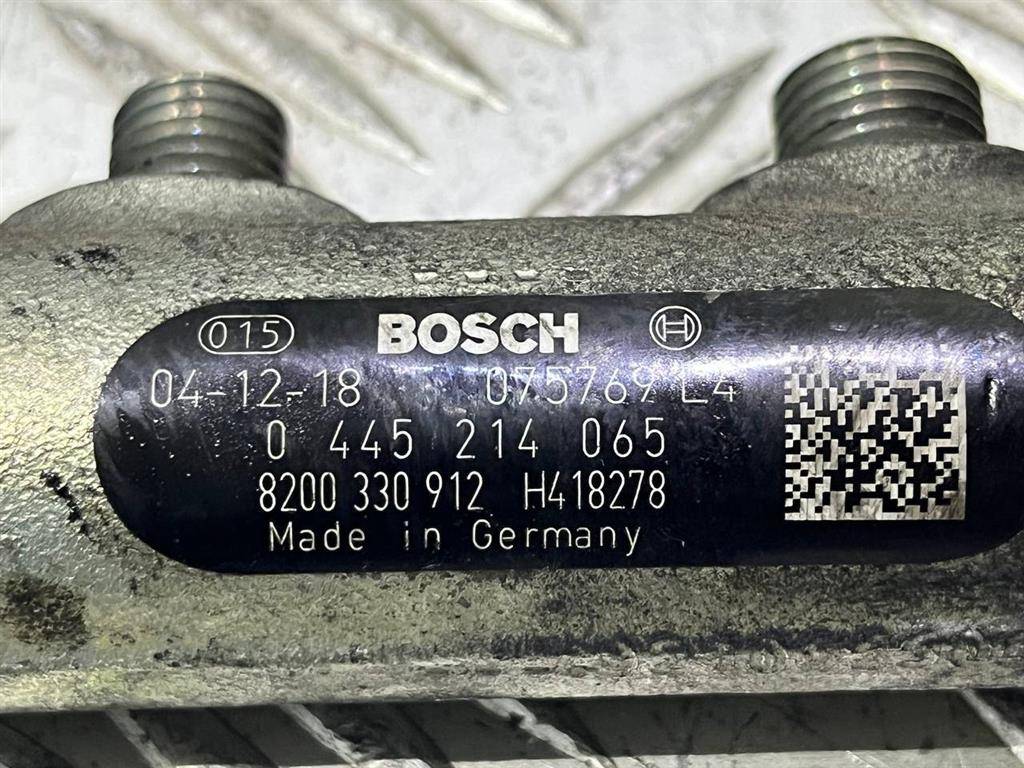 015 BOSCH
04-12-18 075769 L4
0 445 214 065
8200 330 912 H418278
Made in Germany